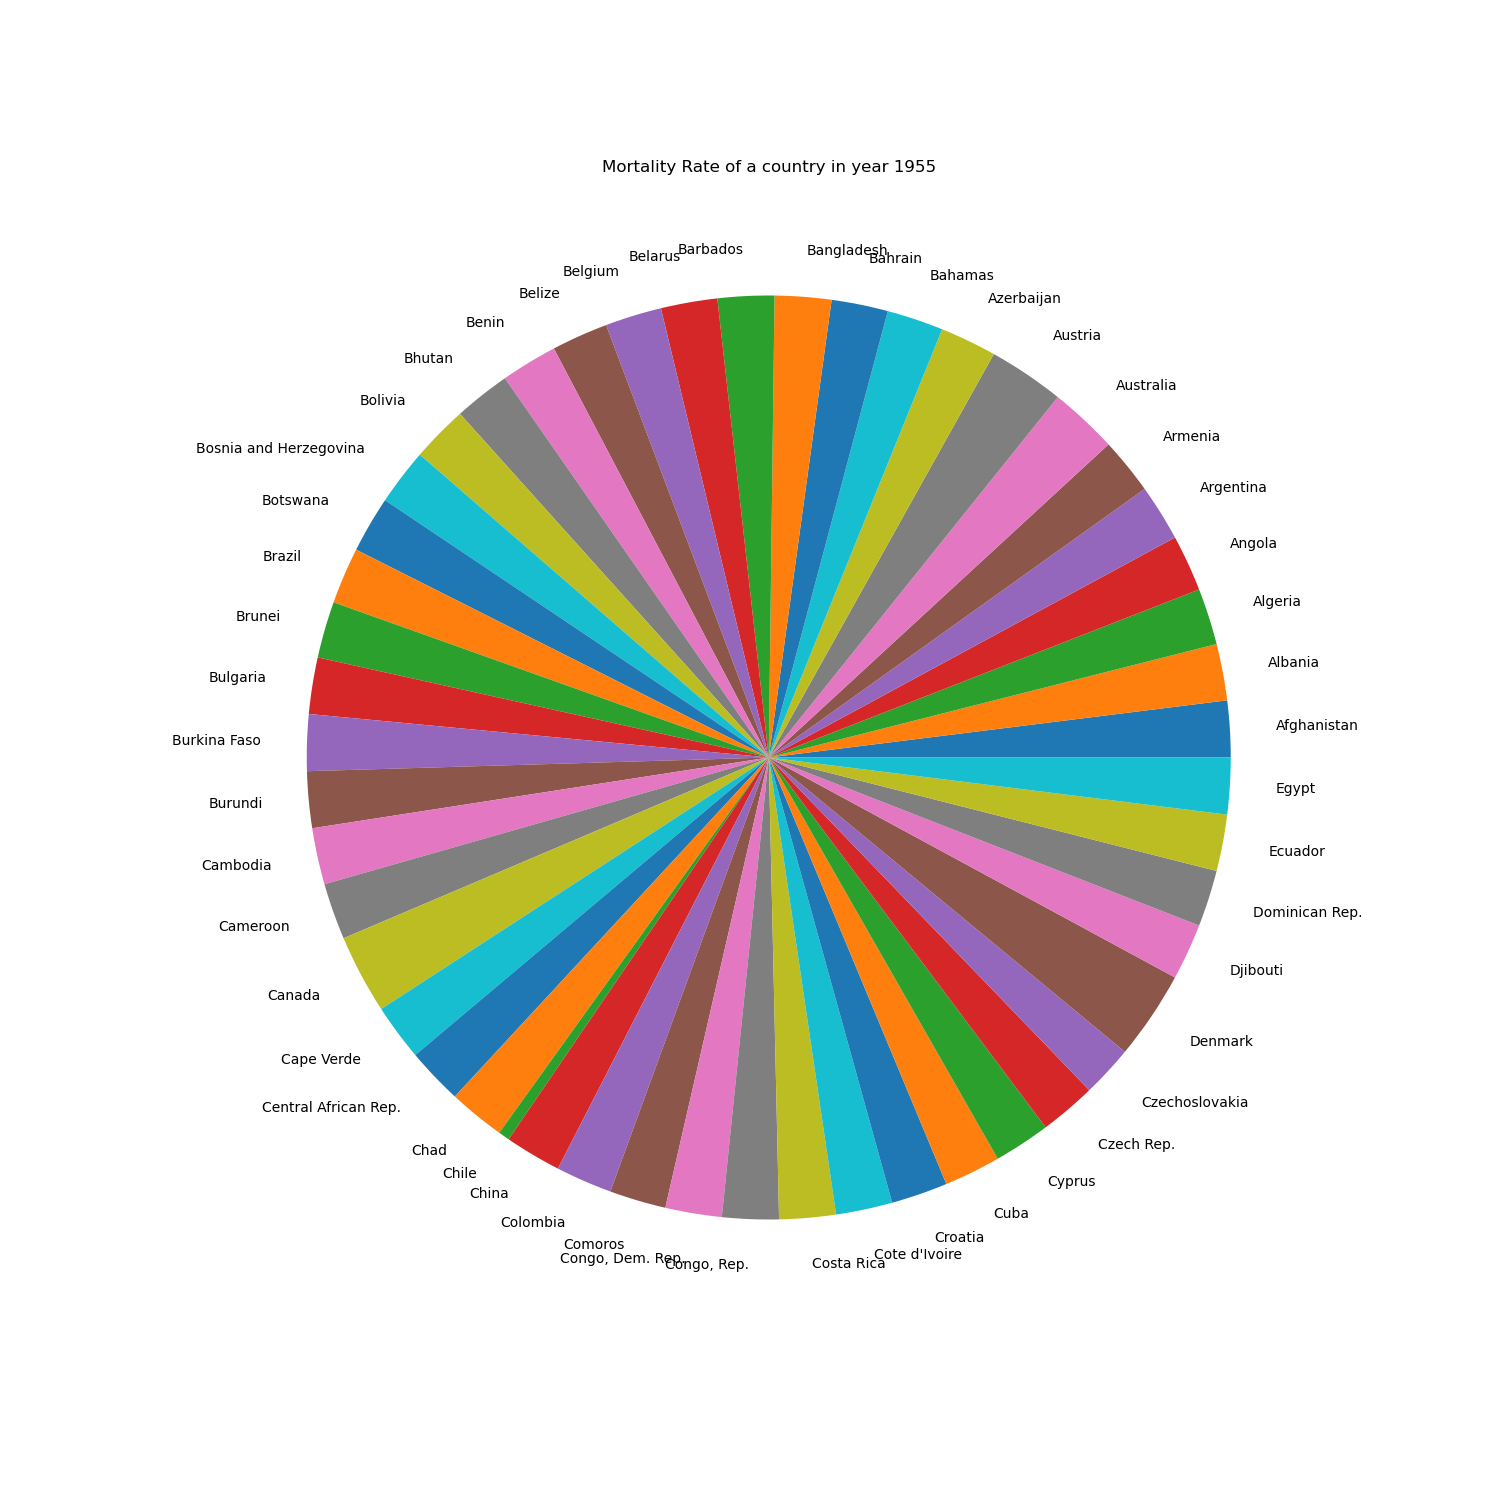 Mortality Rate of a country in year 1955
Barbados
Bangladesh
Belarus
Bahrain
Belgium
Bahamas
Belize
Azerbaijan
Benin
Austria
Bhutan
Australia
Bolivia
Armenia
Bosnia and Herzegovina
Argentina
Botswana
Angola
Brazil
Algeria
Brunei
Albania
Bulgaria
Afghanistan
Burkina Faso
Egypt
Burundi
Ecuador
Cambodia
Dominican Rep.
Cameroon
Djibouti
Canada
Denmark
Cape Verde
Czechoslovakia
Central African Rep.
Czech Rep.
Chad
Chile
Cyprus
China
Cuba
Colombia
Croatia
Comoros
Cote d'Ivoire
Congo, Dem. Rep.
Congo, Rep.
Costa Rica